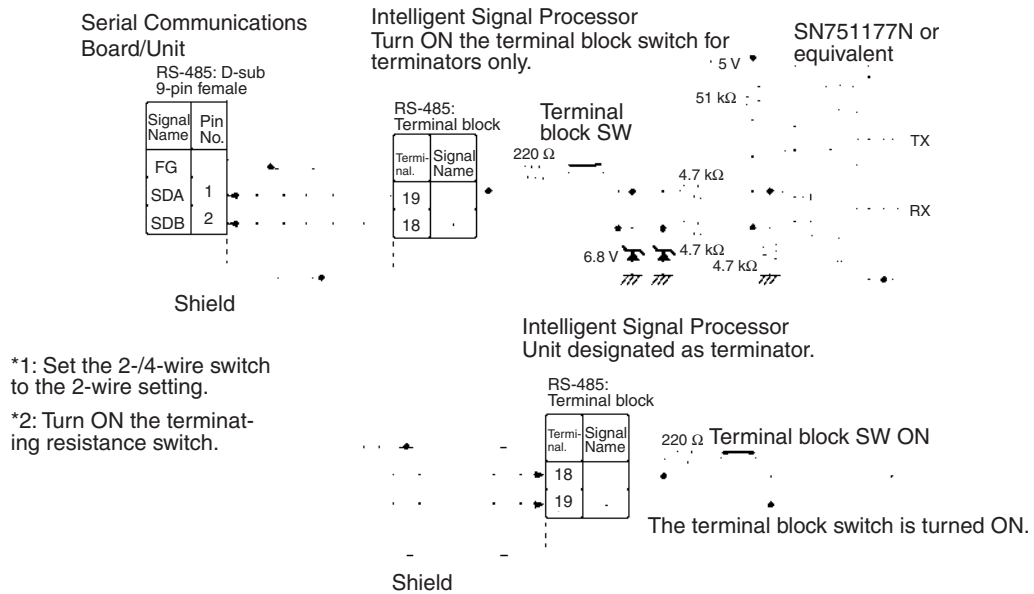 Serial Communications
Board/Unit
RS-485: D-sub
9-pin female
Signal
Name
Pin
No.
FG
SDA
1
SDB
2
Shield
Intelligent Signal Processor
Turn ON the terminal block switch for
terminators only.
RS-485:
Terminal block
Termi-
nal.
Signal
Name
19
18
Terminal
block SW
220 Ω
SN751177N or
equivalent
5 V
51 kΩ
TX
4.7 kΩ
RX
6.8 V
4.7 kΩ
4.7 kΩ
*1: Set the 2-/4-wire switch
to the 2-wire setting.
*2: Turn ON the terminat-
ing resistance switch.
Intelligent Signal Processor
Unit designated as terminator.
RS-485:
Terminal block
Termi-
nal.
Signal
Name
18
19
220 Ω
Terminal block SW ON
The terminal block switch is turned ON.
Shield